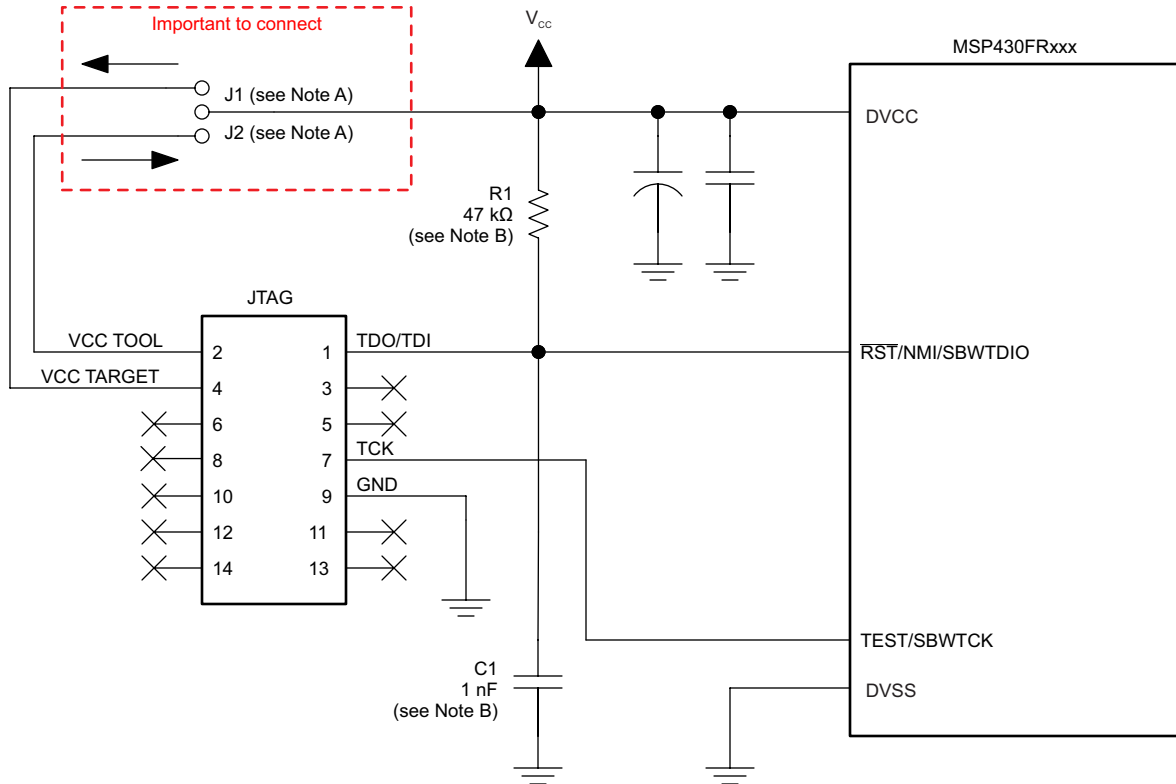 Important to connect
VCC
MSP430FRxxx
J1 (see Note A)
J2 (see Note A)
DVCC
R1
47 kΩ
(see Note B)
JTAG
VCC TOOL
2
1
TDO/TDI
RST/NMI/SBWTDIO
VCC TARGET
4
3
6
5
8
7
TCK
10
9
GND
12
11
14
13
TEST/SBWTCK
C1
1 nF
(see Note B)
DVSS